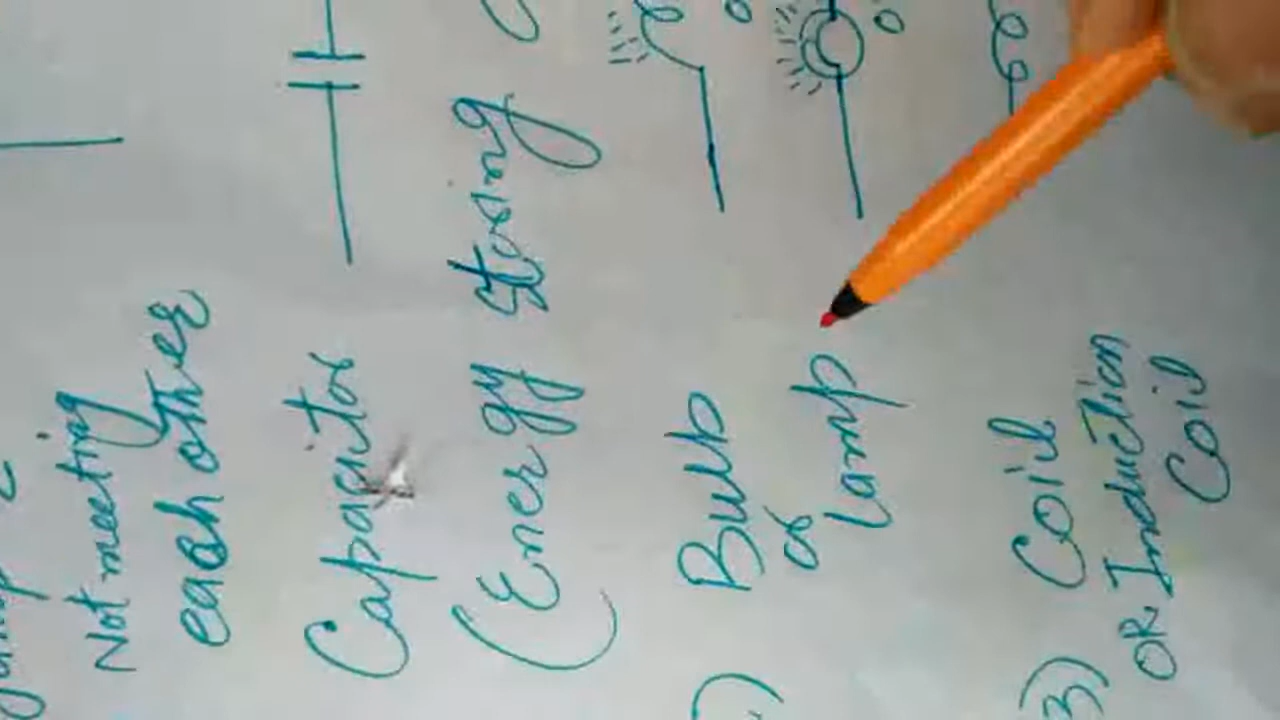 Not meeting
each other
Capacitor
(Energy storing
Bulb
or
Lamp
3) Coil
OR Induction
Coil